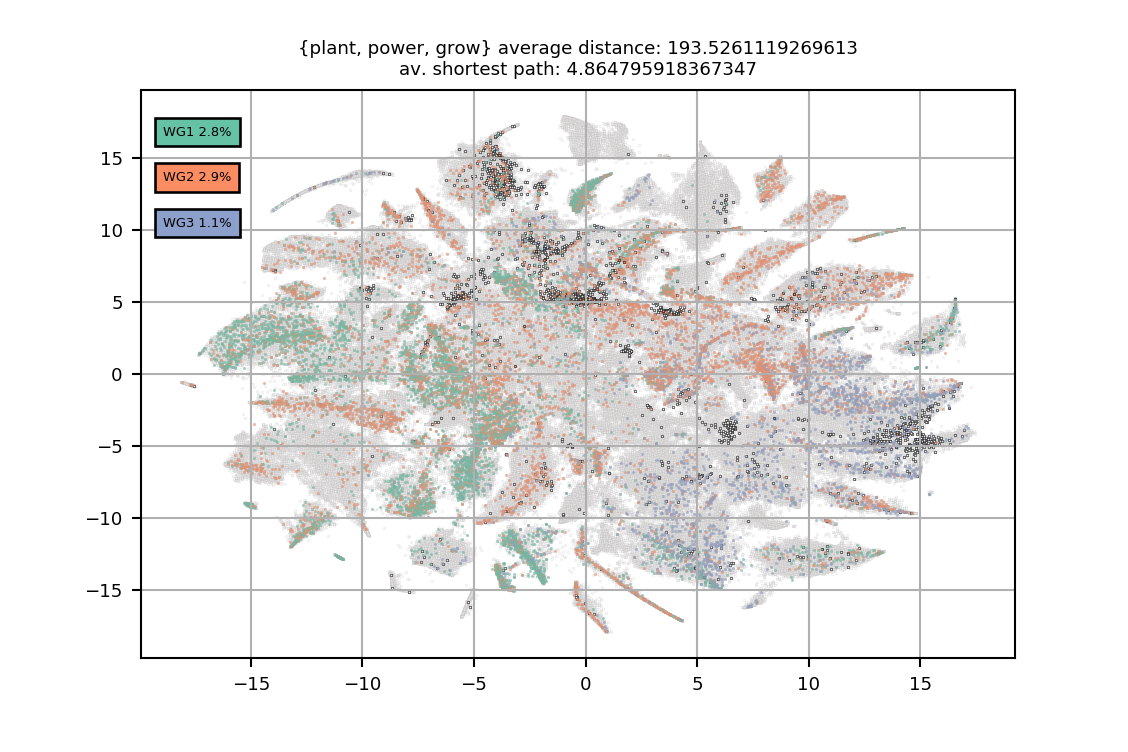 {plant, power, grow} average distance: 193.5261119269613
av. shortest path: 4.864795918367347
WG1 2.8%
WG2 2.9%
WG3 1.1%
15
10
5
0
−5
−10
−15
−15 −10 −5 0 5 10 15